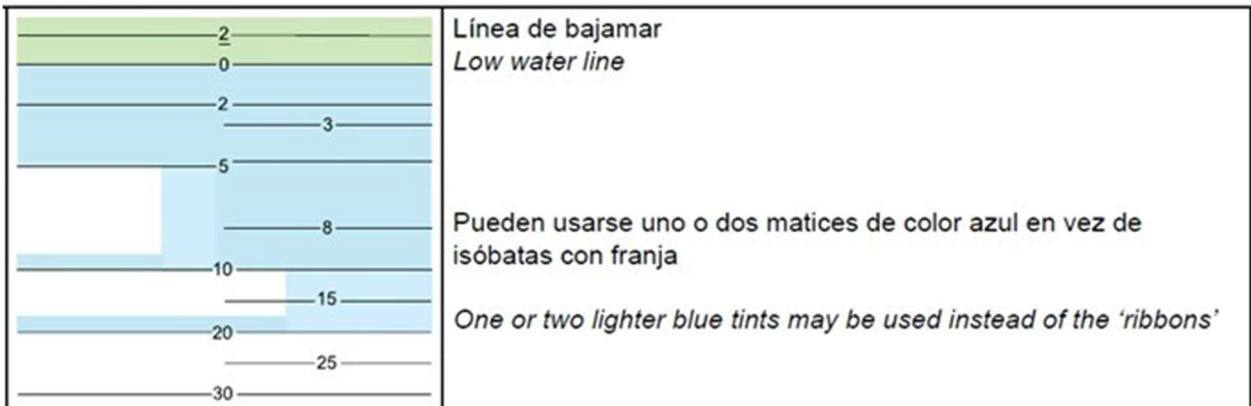 2
0
2
3
5
8
10
15
20
25
30
Línea de bajamar
Low water line
Pueden usarse uno o dos matices de color azul en vez de
isóbatas con franja
One or two lighter blue tints may be used instead of the ‘ribbons’